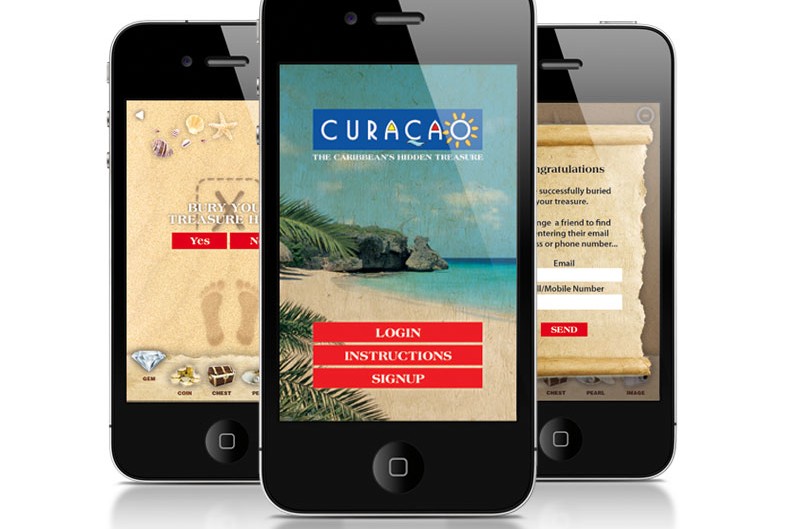 BURY YOU
TREASURE H
Yes
N
GEM
COIN
CHEST
PE
CURAÇAO
THE CARIBBEAN'S HIDDEN TREASURE
LOGIN
INSTRUCTIONS
SIGNUP
ngratulations
successfully buried
your treasure.
nge a friend to find
entering their email
ss or phone number...
Email
ll/Mobile Number
SEND
CHEST
PEARL
IMAGE